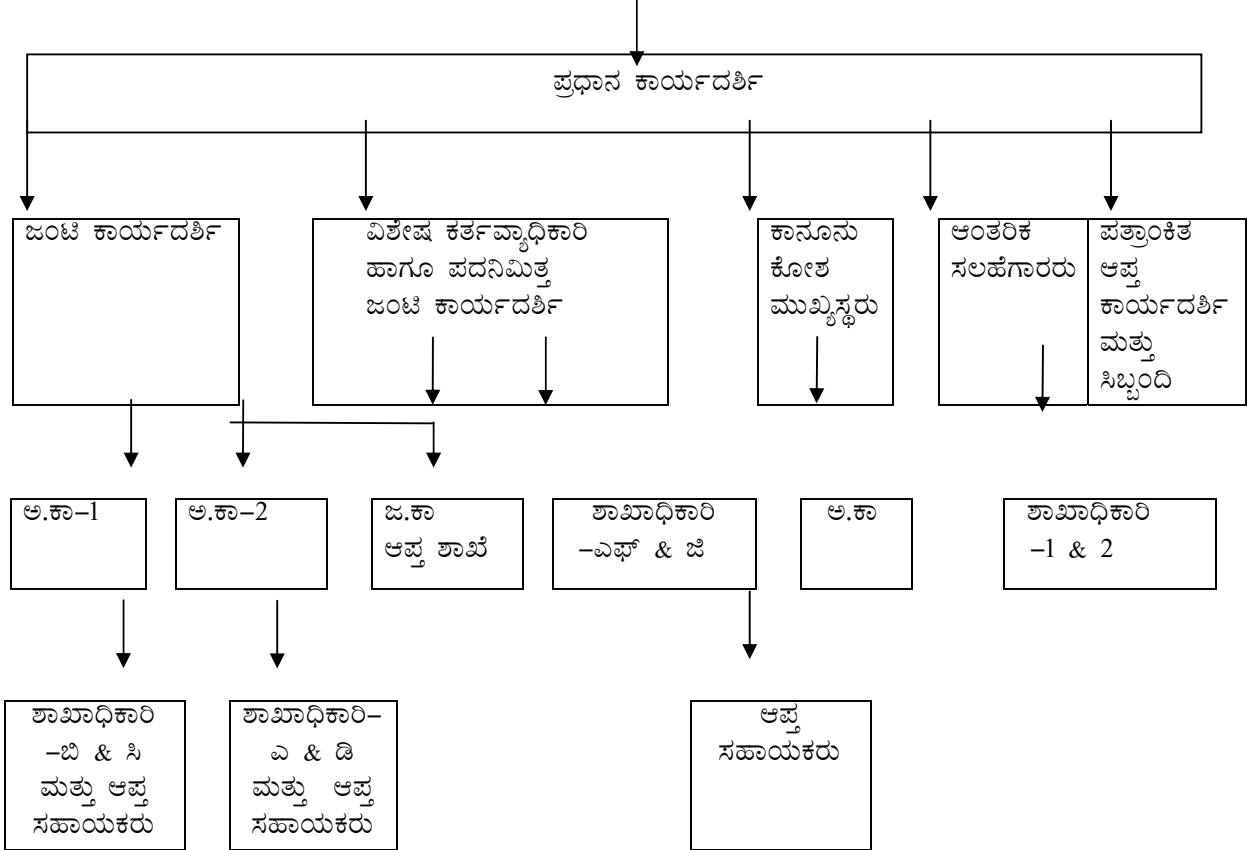 ಪ್ರಧಾನ ಕಾರ್ಯದರ್ಶಿ
ಜಂಟಿ ಕಾರ್ಯದರ್ಶಿ
ವಿಶೇಷ ಕರ್ತವ್ಯಾಧಿಕಾರಿ
ಹಾಗೂ ಪದನಿಮಿತ್ತ
ಜಂಟಿ ಕಾರ್ಯದರ್ಶಿ
ಕಾನೂನು
ಕೋಶ
ಮುಖ್ಯಸ್ಥರು
ಆಂತರಿಕ
ಸಲಹೆಗಾರರು
ಪತ್ರಾಂಕಿತ
ಆಪ್ತ
ಕಾರ್ಯದರ್ಶಿ
ಮತ್ತು
ಸಿಬ್ಬಂದಿ
ಅ.ಕಾ–1
ಅ.ಕಾ–2
ಜ.ಕಾ
ಆಪ್ತ ಶಾಖೆ
ಶಾಖಾಧಿಕಾರಿ
–ಎಫ್ & ಜಿ
ಅ.ಕಾ
ಶಾಖಾಧಿಕಾರಿ
–1 & 2
ಶಾಖಾಧಿಕಾರಿ
–ಬಿ & ಸಿ
ಮತ್ತು ಆಪ್ತ
ಸಹಾಯಕರು
ಶಾಖಾಧಿಕಾರಿ–
ಎ & ಡಿ
ಮತ್ತು ಆಪ್ತ
ಸಹಾಯಕರು
ಆಪ್ತ
ಸಹಾಯಕರು